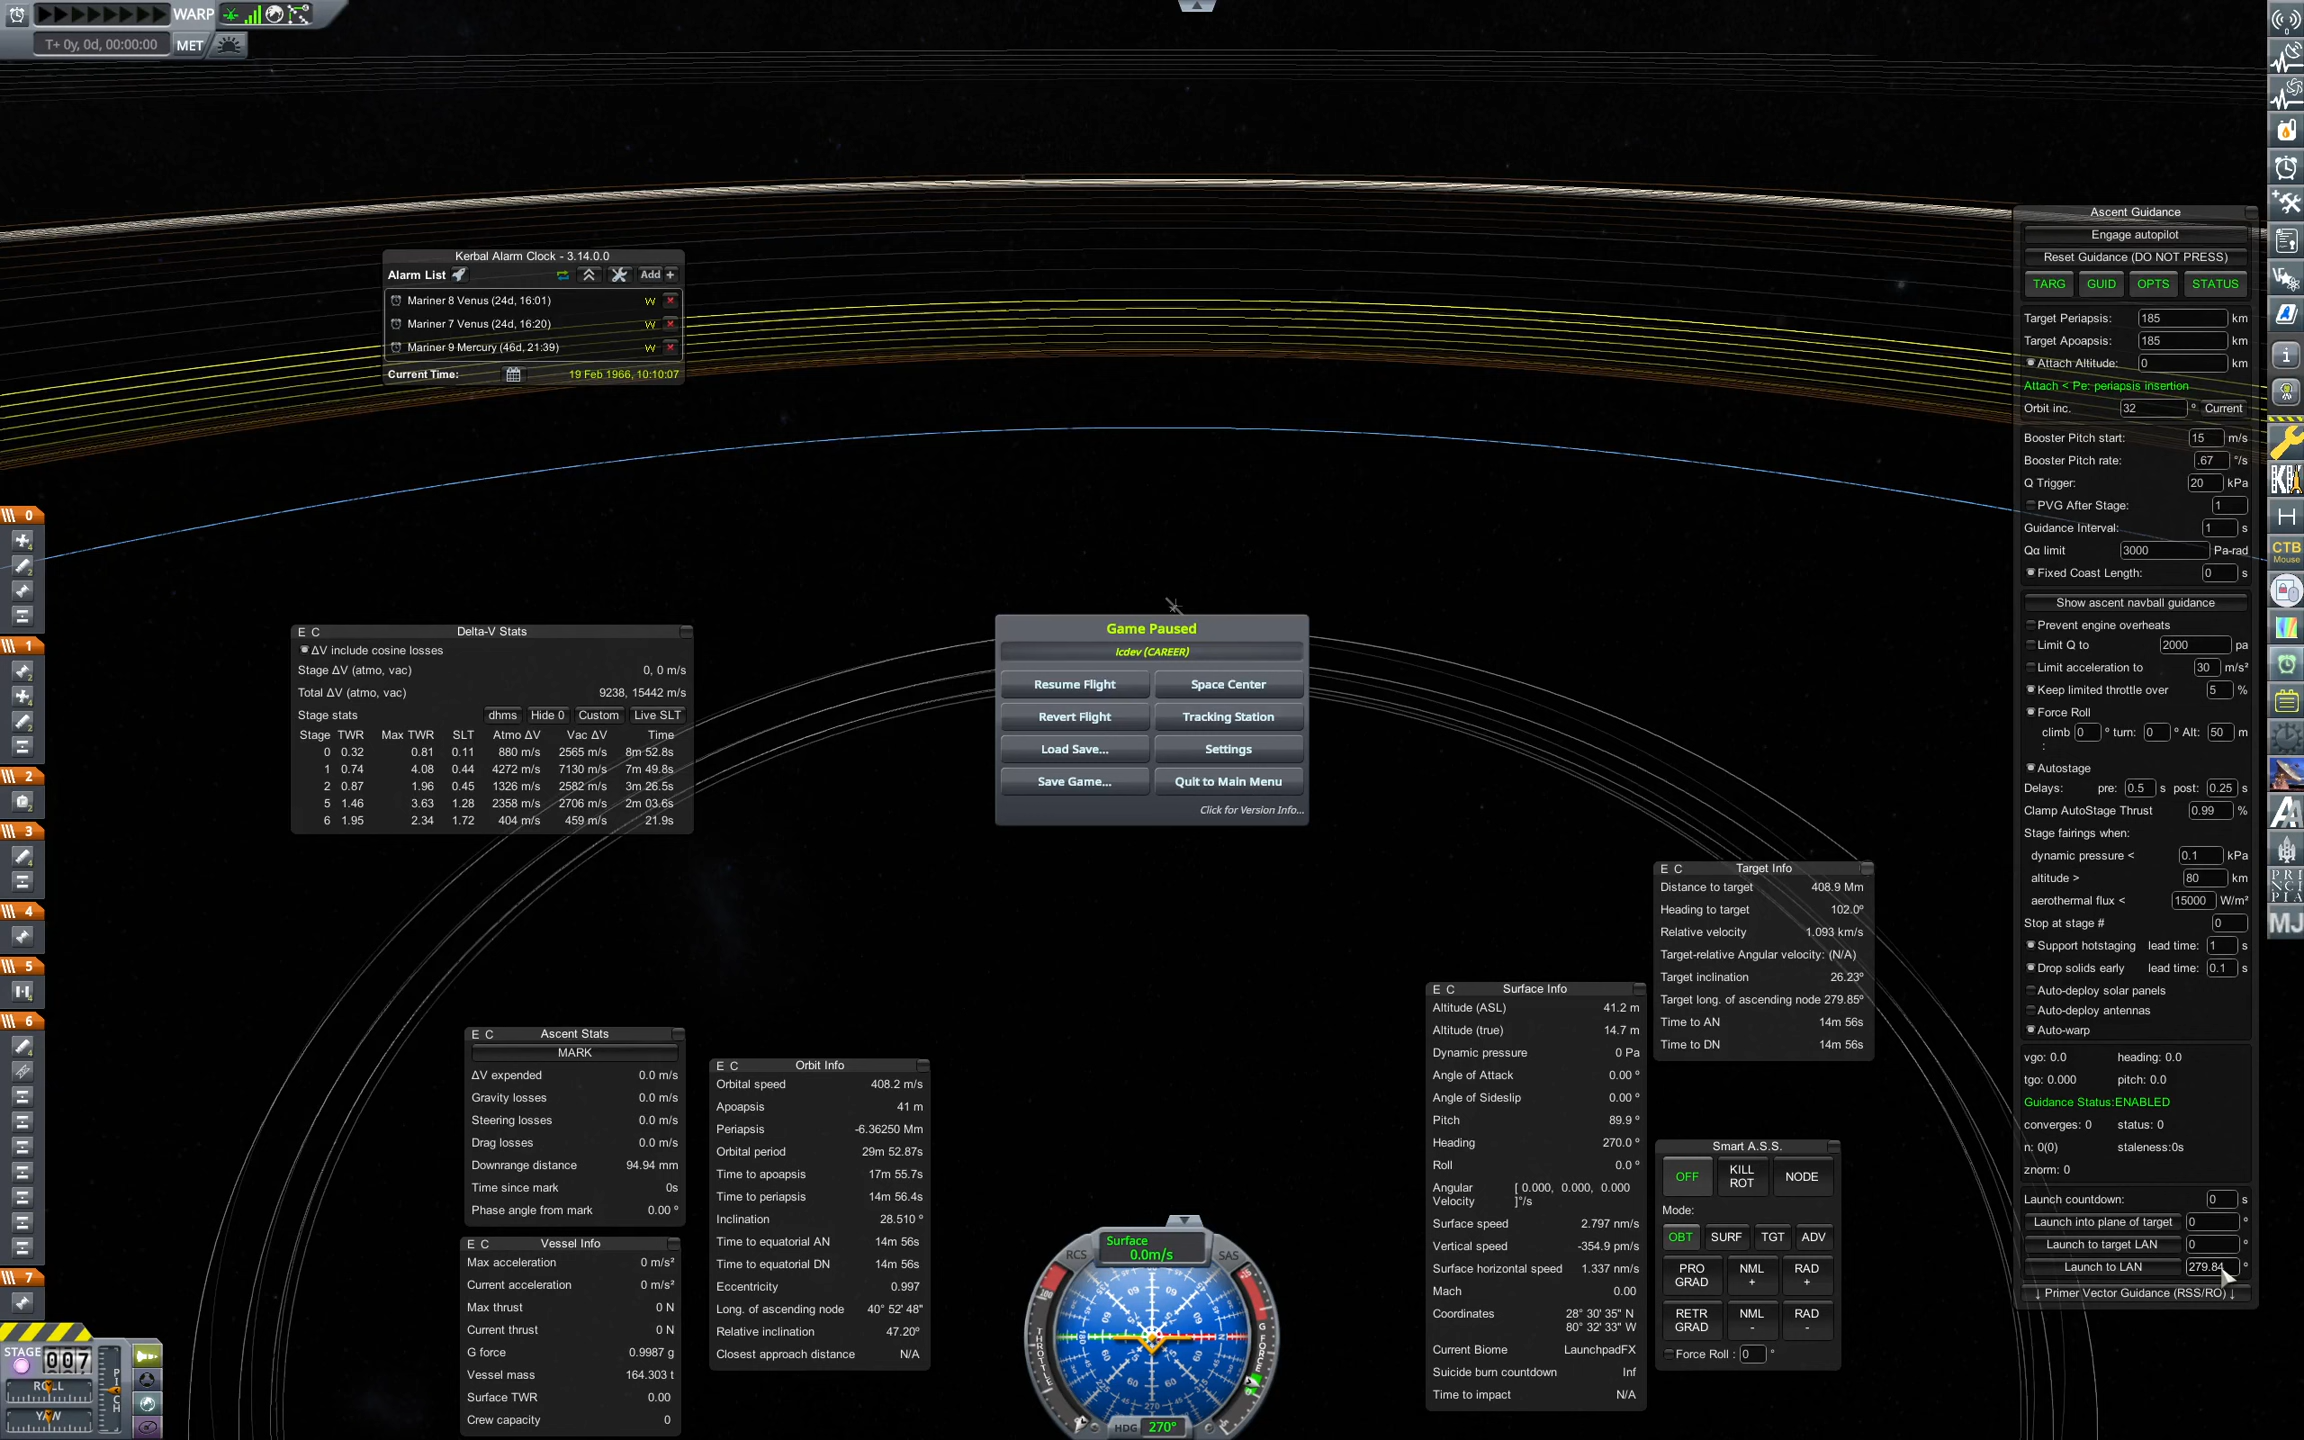 WARP
T+ 0y, 0d, 00:00:00 MET
Kerbal Alarm Clock - 3.14.0.0
Alarm List Add +
Mariner 8 Venus (24d, 16:01)
Mariner 7 Venus (24d, 16:20)
Mariner 9 Mercury (46d, 21:39)
Current Time: 19 Feb 1966, 10:10:07
0
1
2
3
4
5
6
7
STAGE 007
ROLL
YAW
PITCH
E C Delta-V Stats
ΔV include cosine losses
Stage ΔV (atmo, vac) 0, 0 m/s
Total ΔV (atmo, vac) 9238, 15442 m/s
Stage stats dhms Hide 0 Custom Live SLT
Stage TWR Max TWR SLT Atmo ΔV Vac ΔV Time
0 0.32 0.81 0.11 880 m/s 2565 m/s 8m 52.8s
1 0.74 4.08 0.44 4272 m/s 7130 m/s 7m 49.8s
2 0.87 1.96 0.45 1326 m/s 2582 m/s 3m 26.5s
5 1.46 3.63 1.28 2358 m/s 2706 m/s 2m 03.6s
6 1.95 2.34 1.72 404 m/s 459 m/s 21.9s
Game Paused
lcdev (CAREER)
Resume Flight Space Center
Revert Flight Tracking Station
Load Save... Settings
Save Game... Quit to Main Menu
Click for Version Info...
E C Ascent Stats
MARK
ΔV expended 0.0 m/s
Gravity losses 0.0 m/s
Steering losses 0.0 m/s
Drag losses 0.0 m/s
Downrange distance 94.94 mm
Time since mark 0s
Phase angle from mark 0.00 º
E C Vessel Info
Max acceleration 0 m/s²
Current acceleration 0 m/s²
Max thrust 0 N
Current thrust 0 N
G force 0.9987 g
Vessel mass 164.303 t
Surface TWR 0.00
Crew capacity 0
E C Orbit Info
Orbital speed 408.2 m/s
Apoapsis 41 m
Periapsis -6.36250 Mm
Orbital period 29m 52.87s
Time to apoapsis 17m 55.7s
Time to periapsis 14m 56.4s
Inclination 28.510 º
Time to equatorial AN 14m 56s
Time to equatorial DN 14m 56s
Eccentricity 0.997
Long. of ascending node 40° 52' 48"
Relative inclination 47.20º
Closest approach distance N/A
Surface
0.0m/s
RCS SAS
THROTTLE
G FORCE
HDG 270°
E C Surface Info
Altitude (ASL) 41.2 m
Altitude (true) 14.7 m
Dynamic pressure 0 Pa
Angle of Attack 0.00 º
Angle of Sideslip 0.00 º
Pitch 89.9 º
Heading 270.0 º
Roll 0.0 º
Angular Velocity [ 0.000, 0.000, 0.000 ]°/s
Surface speed 2.797 nm/s
Vertical speed -354.9 pm/s
Surface horizontal speed 1.337 nm/s
Mach 0.00
Coordinates 28° 30' 35" N
80° 32' 33" W
Current Biome LaunchpadFX
Suicide burn countdown Inf
Time to impact N/A
E C Target Info
Distance to target 408.9 Mm
Heading to target 102.0º
Relative velocity 1.093 km/s
Target-relative Angular velocity: (N/A)
Target inclination 26.23º
Target long. of ascending node 279.85º
Time to AN 14m 56s
Time to DN 14m 56s
Smart A.S.S.
OFF KILL ROT NODE
Mode:
OBT SURF TGT ADV
PRO GRAD NML + RAD +
RETR GRAD NML - RAD -
Force Roll : 0 °
Ascent Guidance
Engage autopilot
Reset Guidance (DO NOT PRESS)
TARG GUID OPTS STATUS
Target Periapsis: 185 km
Target Apoapsis: 185 km
Attach Altitude: 0 km
Attach < Pe: periapsis insertion
Orbit inc. 32 º Current
Booster Pitch start: 15 m/s
Booster Pitch rate: .67 °/s
Q Trigger: 20 kPa
PVG After Stage: 1
Guidance Interval: 1 s
Qα limit 3000 Pa-rad
Fixed Coast Length: 0 s
Show ascent navball guidance
Prevent engine overheats
Limit Q to 2000 pa
Limit acceleration to 30 m/s²
Keep limited throttle over 5 %
Force Roll
climb : 0 º turn: 0 º Alt: 50 m
Autostage
Delays: pre: 0.5 s post: 0.25 s
Clamp AutoStage Thrust 0.99 %
Stage fairings when:
dynamic pressure < 0.1 kPa
altitude > 80 km
aerothermal flux < 15000 W/m²
Stop at stage # 0
Support hotstaging lead time: 1 s
Drop solids early lead time: 0.1 s
Auto-deploy solar panels
Auto-deploy antennas
Auto-warp
vgo: 0.0 heading: 0.0
tgo: 0.000 pitch: 0.0
Guidance Status:ENABLED
converges: 0 status: 0
n: 0(0) staleness:0s
znorm: 0
Launch countdown: 0 s
Launch into plane of target 0 º
Launch to target LAN 0 º
Launch to LAN 279.84 º
↓ Primer Vector Guidance (RSS/RO) ↓
CTB
Mouse
PRI
NCI
PIA
MJ